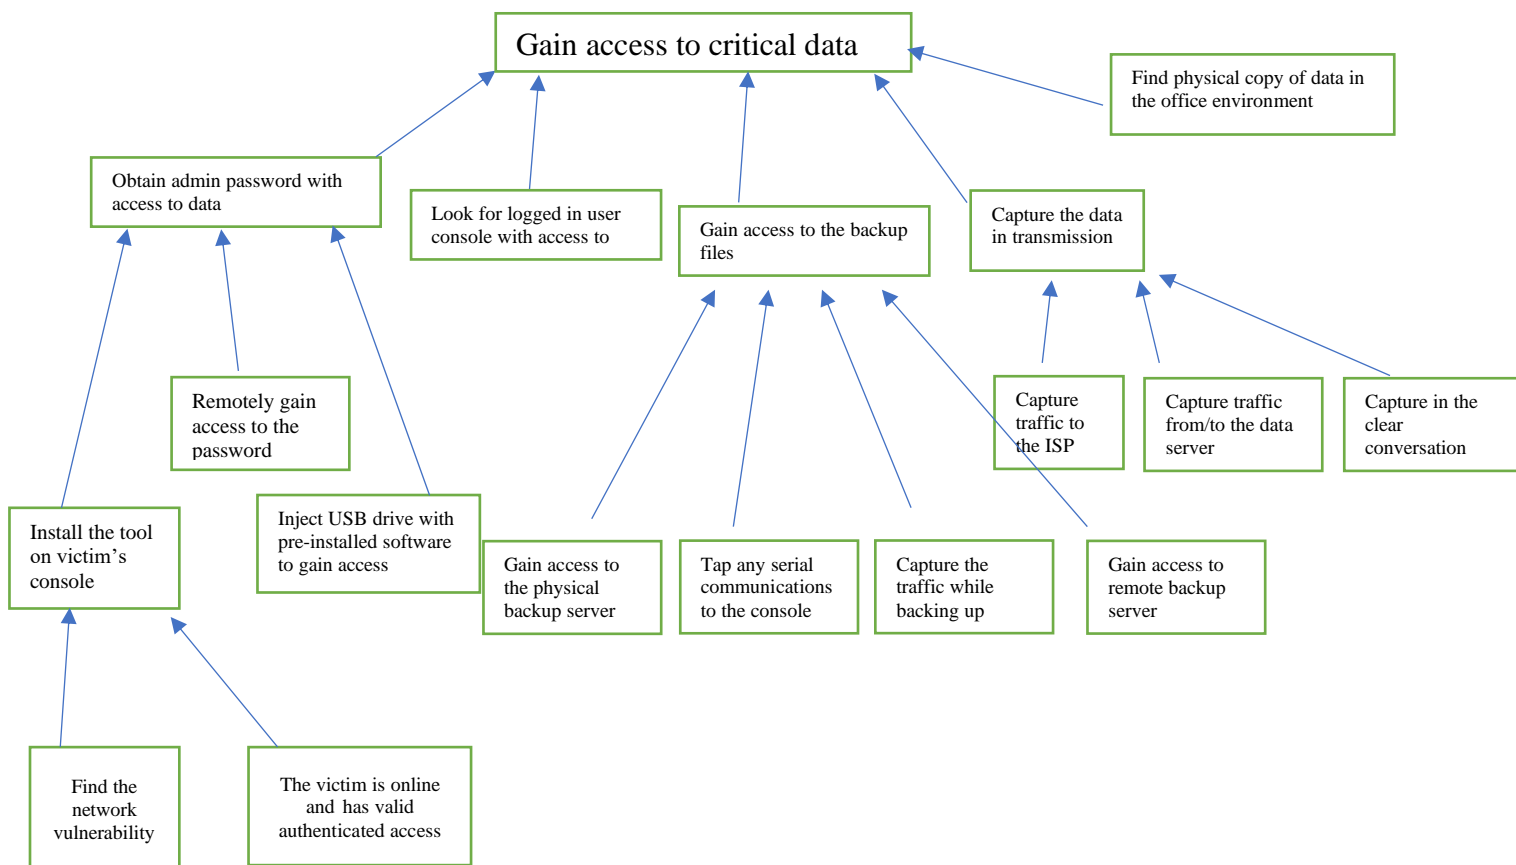 Gain access to critical data
Find physical copy of data in
the office environment
Obtain admin password with
access to data
Look for logged in user
console with access to
Gain access to the backup
files
Capture the data
in transmission
Remotely gain
access to the
password
Capture
traffic to
the ISP
Capture traffic
from/to the data
server
Capture in the
clear
conversation
Install the tool
on victim’s
console
Inject USB drive with
pre-installed software
to gain access
Gain access to
the physical
backup server
Tap any serial
communications
to the console
Capture the
traffic while
backing up
Gain access to
remote backup
server
Find the
network
vulnerability
The victim is online
and has valid
authenticated access